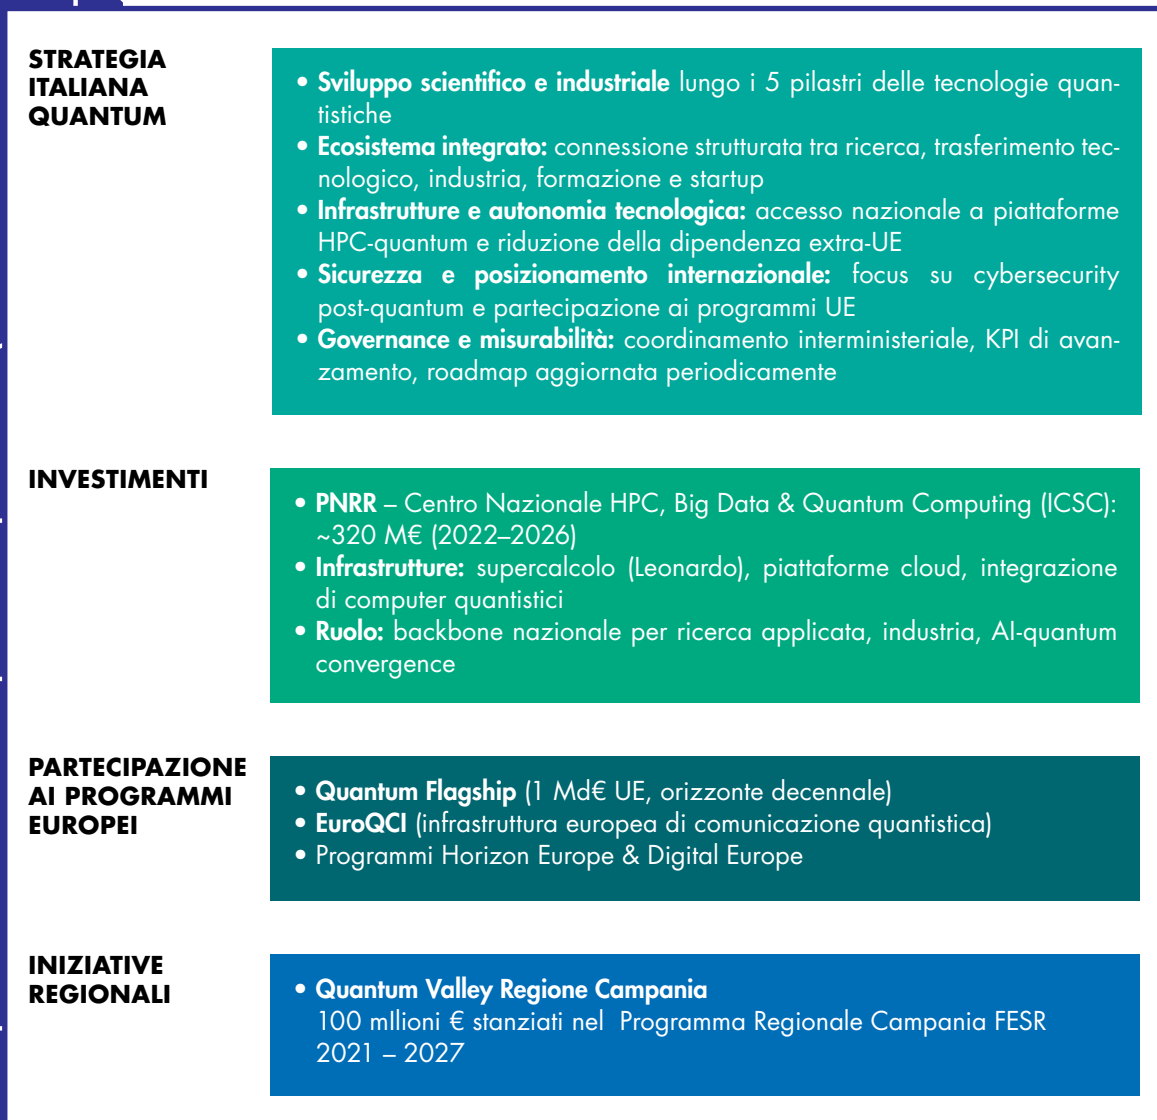 STRATEGIA
ITALIANA
QUANTUM
• Sviluppo scientifico e industriale lungo i 5 pilastri delle tecnologie quan-
tistiche
• Ecosistema integrato: connessione strutturata tra ricerca, trasferimento tec-
nologico, industria, formazione e startup
• Infrastrutture e autonomia tecnologica: accesso nazionale a piattaforme
HPC-quantum e riduzione della dipendenza extra-UE
• Sicurezza e posizionamento internazionale: focus su cybersecurity
post-quantum e partecipazione ai programmi UE
• Governance e misurabilità: coordinamento interministeriale, KPI di avan-
zamento, roadmap aggiornata periodicamente
INVESTIMENTI
• PNRR – Centro Nazionale HPC, Big Data & Quantum Computing (ICSC):
~320 M€ (2022–2026)
• Infrastrutture: supercalcolo (Leonardo), piattaforme cloud, integrazione
di computer quantistici
• Ruolo: backbone nazionale per ricerca applicata, industria, AI-quantum
convergence
PARTECIPAZIONE
AI PROGRAMMI
EUROPEI
• Quantum Flagship (1 Md€ UE, orizzonte decennale)
• EuroQCI (infrastruttura europea di comunicazione quantistica)
• Programmi Horizon Europe & Digital Europe
INIZIATIVE
REGIONALI
• Quantum Valley Regione Campania
100 mIlioni € stanziati nel Programma Regionale Campania FESR
2021 – 2027